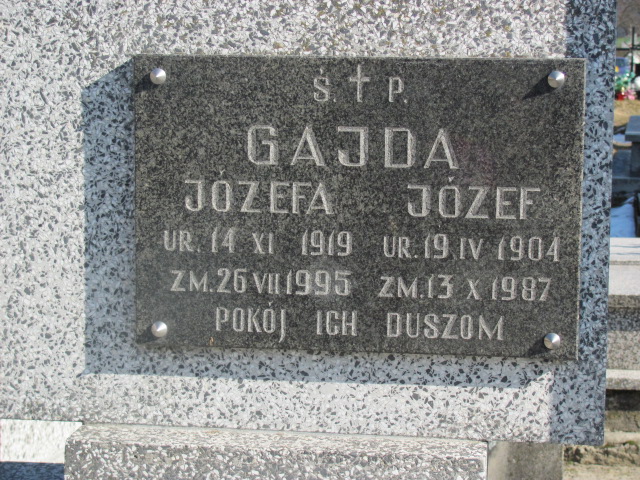 Ś. † P.
GAJDA
JÓZEFA JÓZEF
UR. 14 XI 1919 UR. 19 IV 1904
ZM. 26 VII 1995 ZM. 13 X 1987
POKÓJ ICH DUSZOM